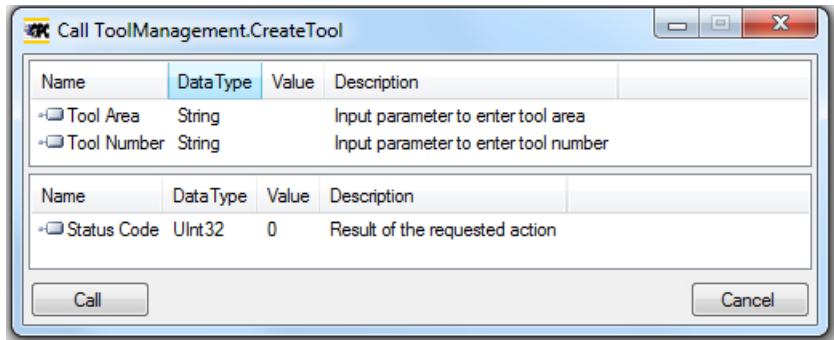 Call ToolManagement.CreateTool
Name DataType Value Description
Tool Area String Input parameter to enter tool area
Tool Number String Input parameter to enter tool number
Name DataType Value Description
Status Code UInt32 0 Result of the requested action
Call Cancel